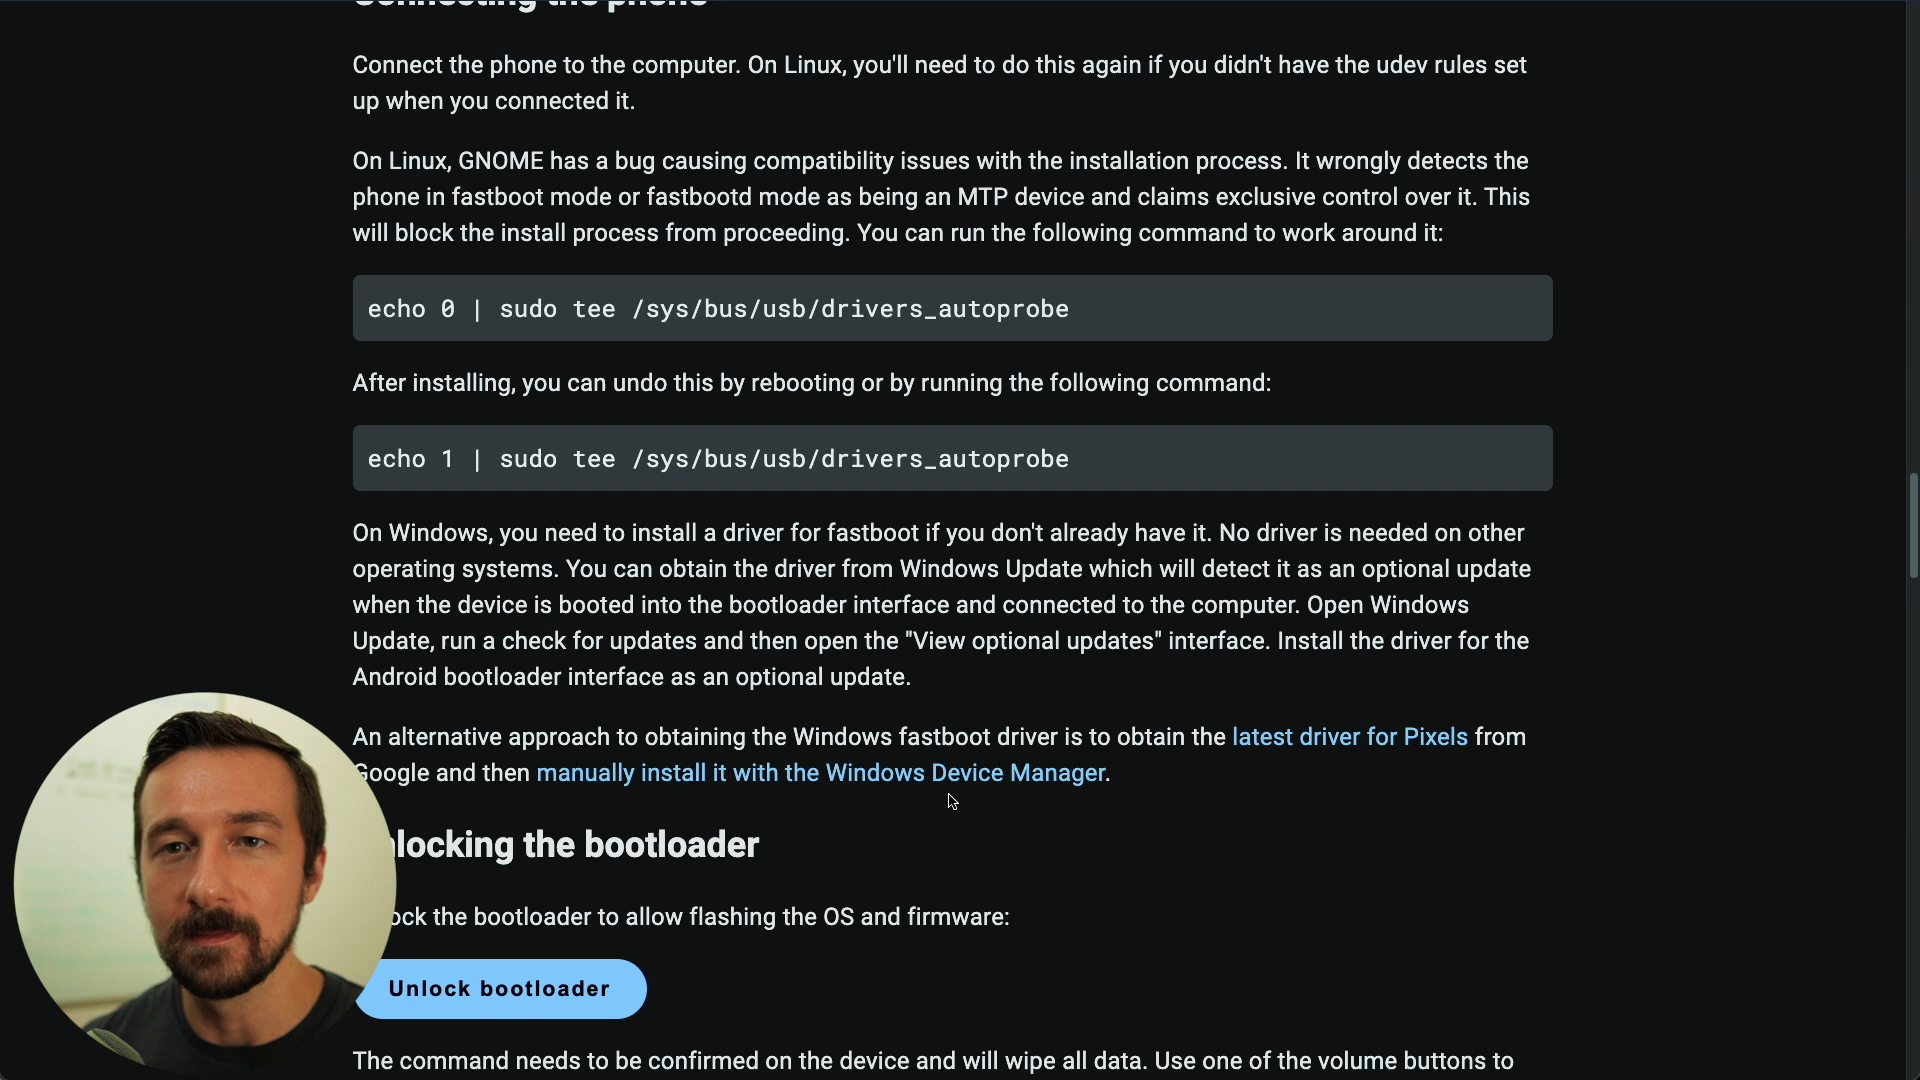 Connecting the phone
Connect the phone to the computer. On Linux, you'll need to do this again if you didn't have the udev rules set
up when you connected it.
On Linux, GNOME has a bug causing compatibility issues with the installation process. It wrongly detects the
phone in fastboot mode or fastbootd mode as being an MTP device and claims exclusive control over it. This
will block the install process from proceeding. You can run the following command to work around it:
echo 0 | sudo tee /sys/bus/usb/drivers_autoprobe
After installing, you can undo this by rebooting or by running the following command:
echo 1 | sudo tee /sys/bus/usb/drivers_autoprobe
On Windows, you need to install a driver for fastboot if you don't already have it. No driver is needed on other
operating systems. You can obtain the driver from Windows Update which will detect it as an optional update
when the device is booted into the bootloader interface and connected to the computer. Open Windows
Update, run a check for updates and then open the "View optional updates" interface. Install the driver for the
Android bootloader interface as an optional update.
An alternative approach to obtaining the Windows fastboot driver is to obtain the latest driver for Pixels from
Google and then manually install it with the Windows Device Manager.
nlocking the bootloader
ock the bootloader to allow flashing the OS and firmware:
Unlock bootloader
The command needs to be confirmed on the device and will wipe all data. Use one of the volume buttons to